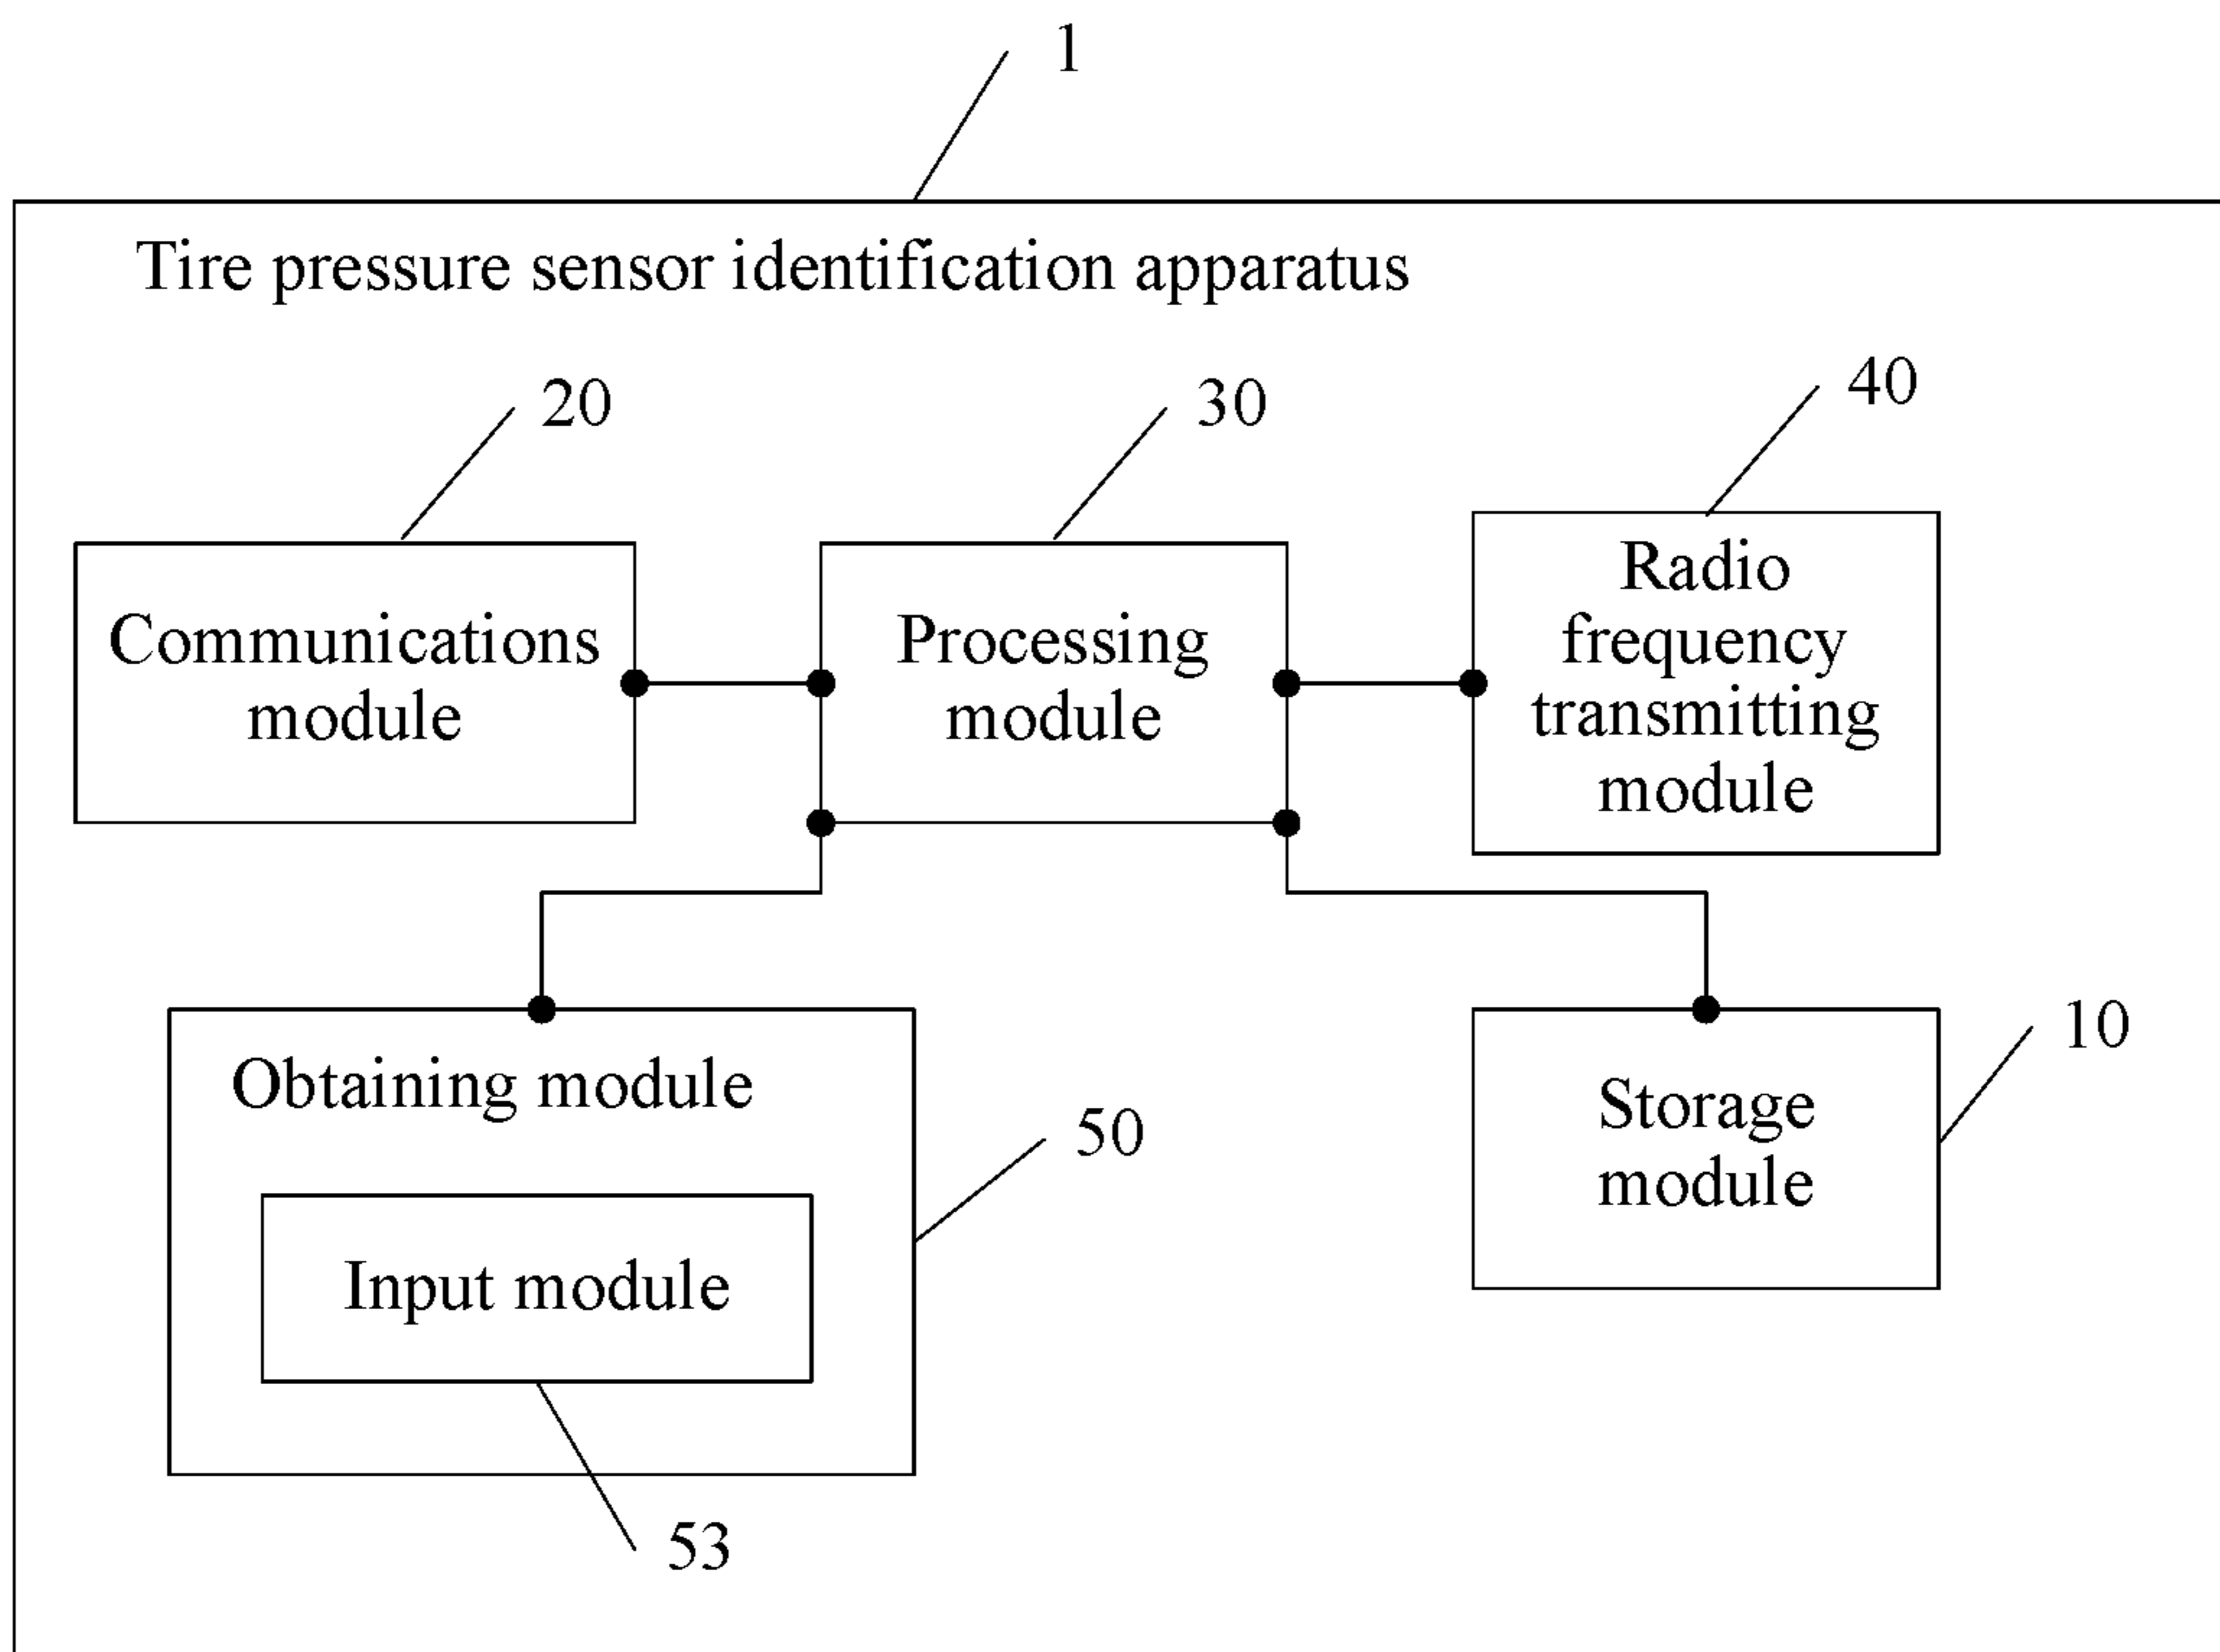 1
Tire pressure sensor identification apparatus
20
30
40
Communications
module
Processing
module
Radio
frequency
transmitting
module
Obtaining module
50
Input module
53
Storage
module
10